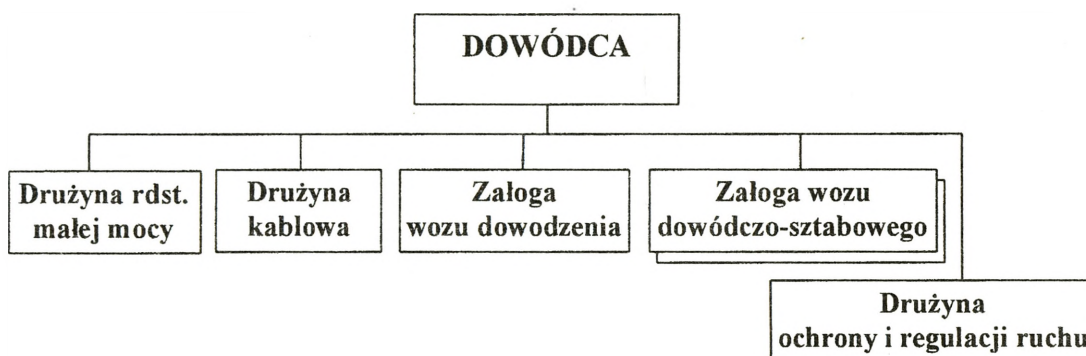 DOWÓDCA
Drużyna rdst.
małej mocy
Drużyna
kablowa
Załoga
wozu dowodzenia
Załoga wozu
dowódczo-sztabowego
Drużyna
ochrony i regulacji ruchu